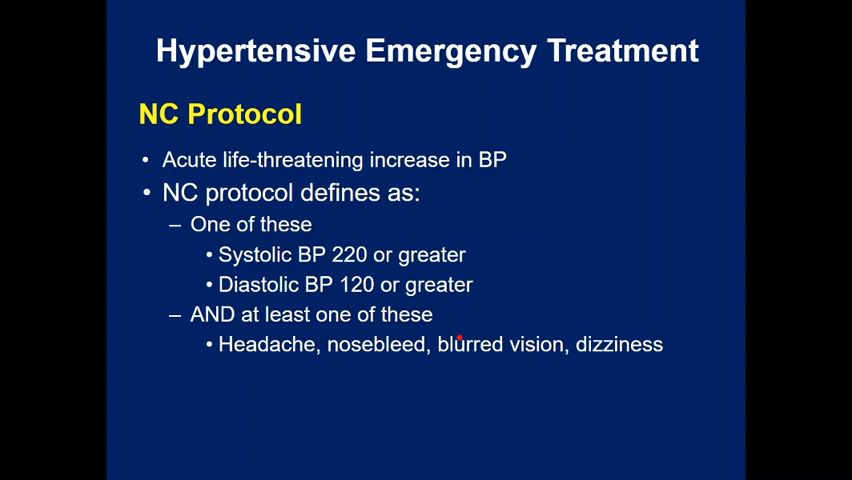 Hypertensive Emergency Treatment
NC Protocol
• Acute life-threatening increase in BP
• NC protocol defines as:
– One of these
• Systolic BP 220 or greater
• Diastolic BP 120 or greater
– AND at least one of these
• Headache, nosebleed, blurred vision, dizziness